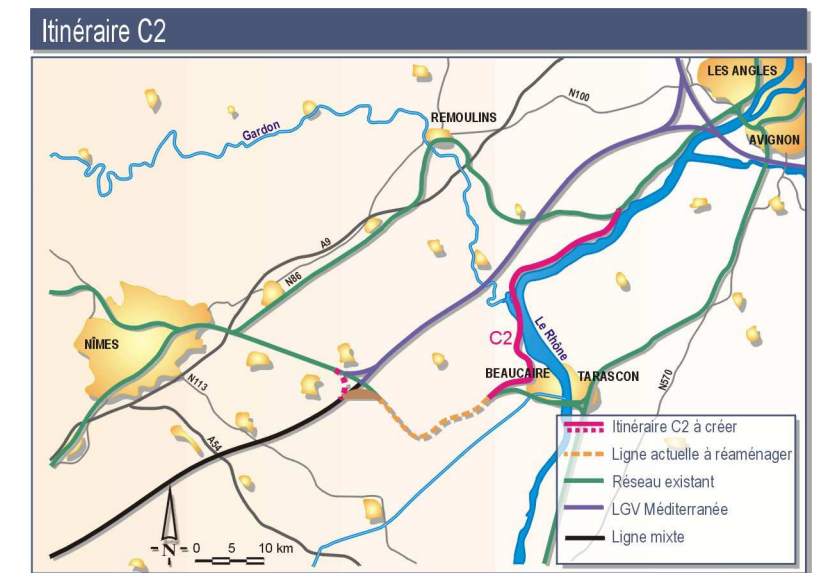 Itinéraire C2
LES ANGLES
N100
REMOULINS
Gardon
AVIGNON
A9
N86
Le Rhône
C2
NÎMES
BEAUCAIRE
TARASCON
N113
N570
A54
Itinéraire C2 à créer
Ligne actuelle à réaménager
Réseau existant
LGV Méditerranée
Ligne mixte
N 0 5 10 km